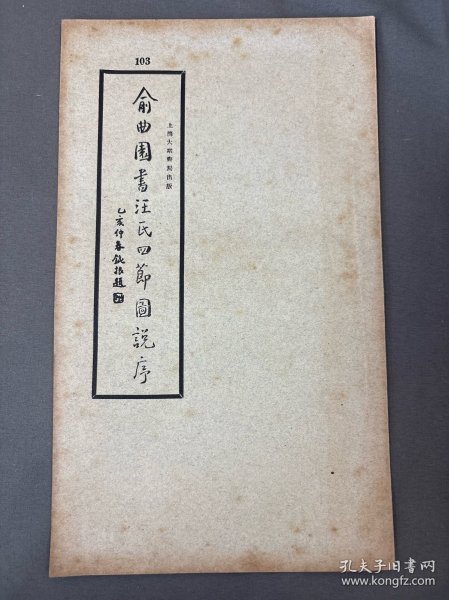 103
上海大眾書局出版
俞曲園書汪氏四節圖說序
乙亥仲春鈍根題
孔夫子旧书网
www.kongfz.com